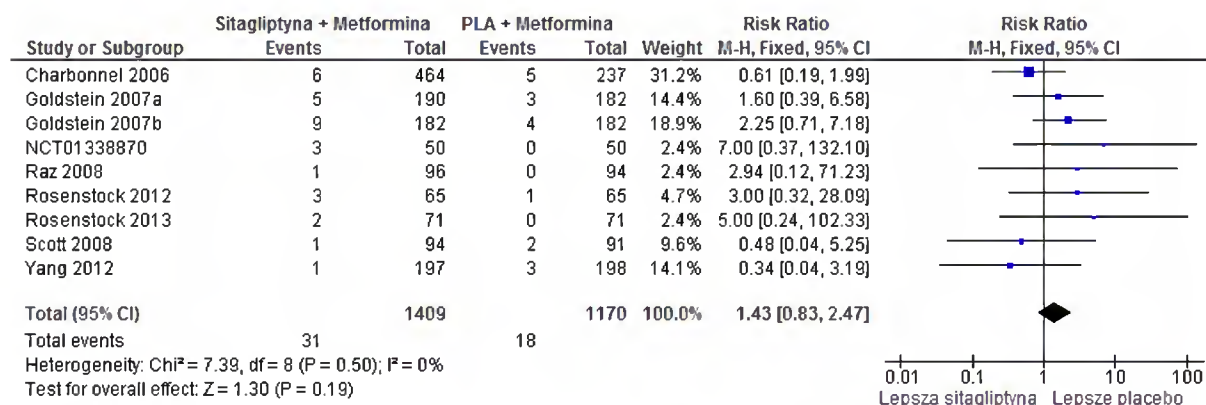 Sitagliptyna + Metformina PLA + Metformina Risk Ratio Risk Ratio
Study or Subgroup Events Total Events Total Weight M-H, Fixed, 95% CI M-H, Fixed, 95% CI
Charbonnel 2006 6 464 5 237 31.2% 0.61 [0.19, 1.99]
Goldstein 2007a 5 190 3 182 14.4% 1.60 [0.39, 6.58]
Goldstein 2007b 9 182 4 182 18.9% 2.25 [0.71, 7.18]
NCT01338870 3 50 0 50 2.4% 7.00 [0.37, 132.10]
Raz 2008 1 96 0 94 2.4% 2.94 [0.12, 71.23]
Rosenstock 2012 3 65 1 65 4.7% 3.00 [0.32, 28.09]
Rosenstock 2013 2 71 0 71 2.4% 5.00 [0.24, 102.33]
Scott 2008 1 94 2 91 9.6% 0.48 [0.04, 5.25]
Yang 2012 1 197 3 198 14.1% 0.34 [0.04, 3.19]
Total (95% CI) 1409 1170 100.0% 1.43 [0.83, 2.47]
Total events 31 18
Heterogeneity: Chi² = 7.39, df = 8 (P = 0.50); I² = 0%
Test for overall effect: Z = 1.30 (P = 0.19)
0.01 0.1 1 10 100
Lepsza sitagliptyna Lepsze placebo